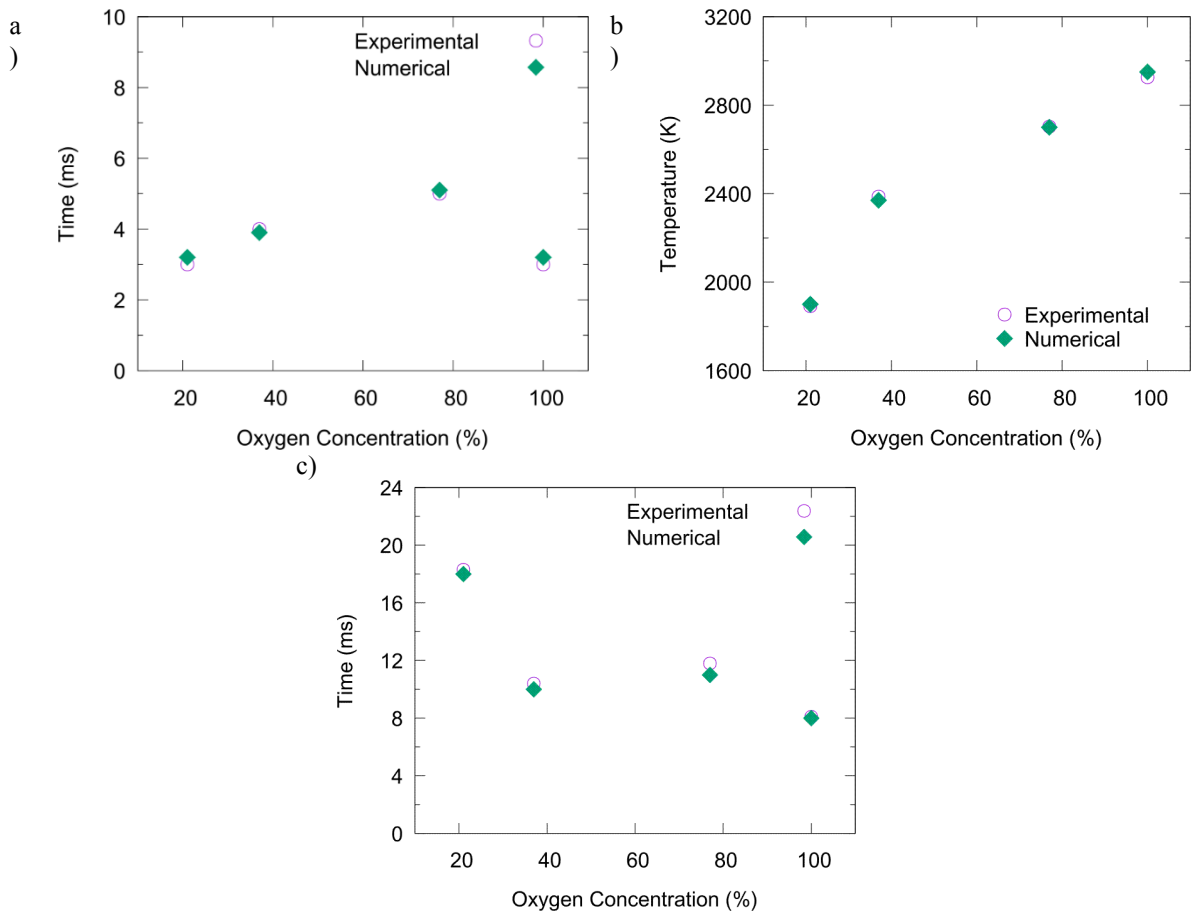 a
)
10
8
6
4
2
0
Time (ms)
Experimental
Numerical
20 40 60 80 100
Oxygen Concentration (%)
b
)
3200
2800
2400
2000
1600
Temperature (K)
Experimental
Numerical
20 40 60 80 100
Oxygen Concentration (%)
c)
24
20
16
12
8
4
0
Time (ms)
Experimental
Numerical
20 40 60 80 100
Oxygen Concentration (%)